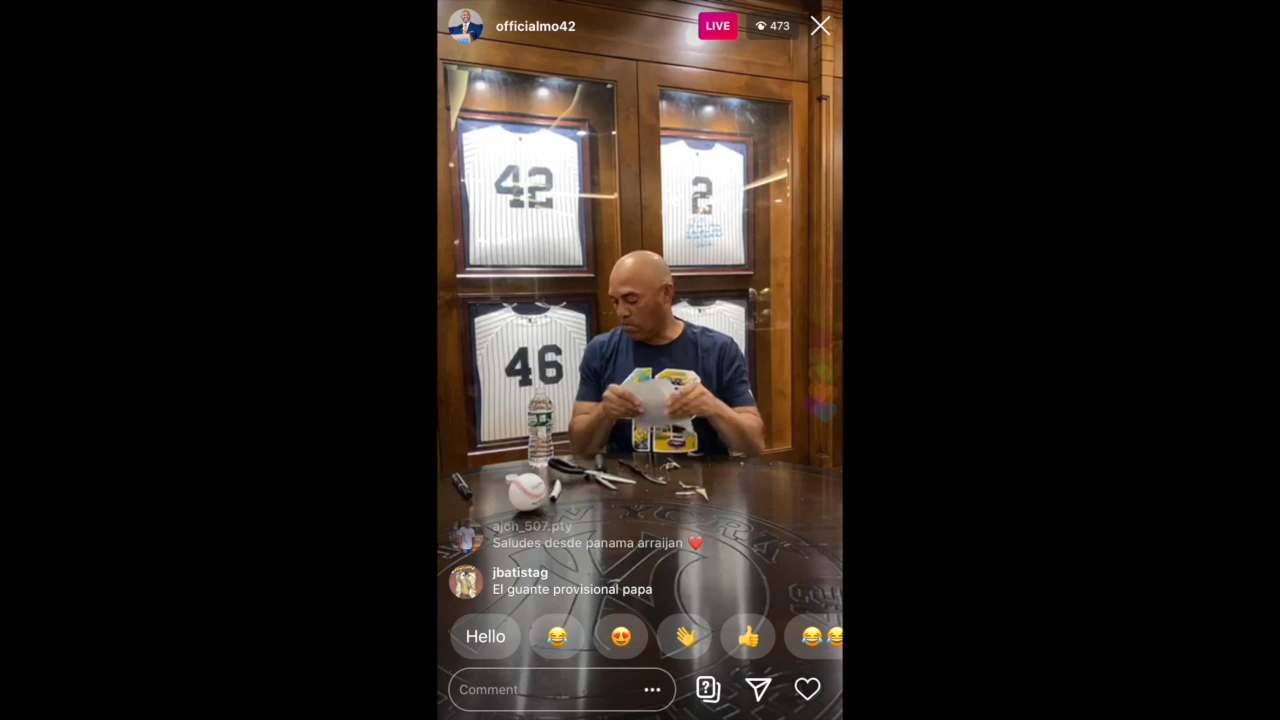 officialmo42
LIVE
473
42
2
46
ajch_507.pty
Saludes desde panama arraijan ❤️
jbatistag
El guante provisional papa
Hello
Comment